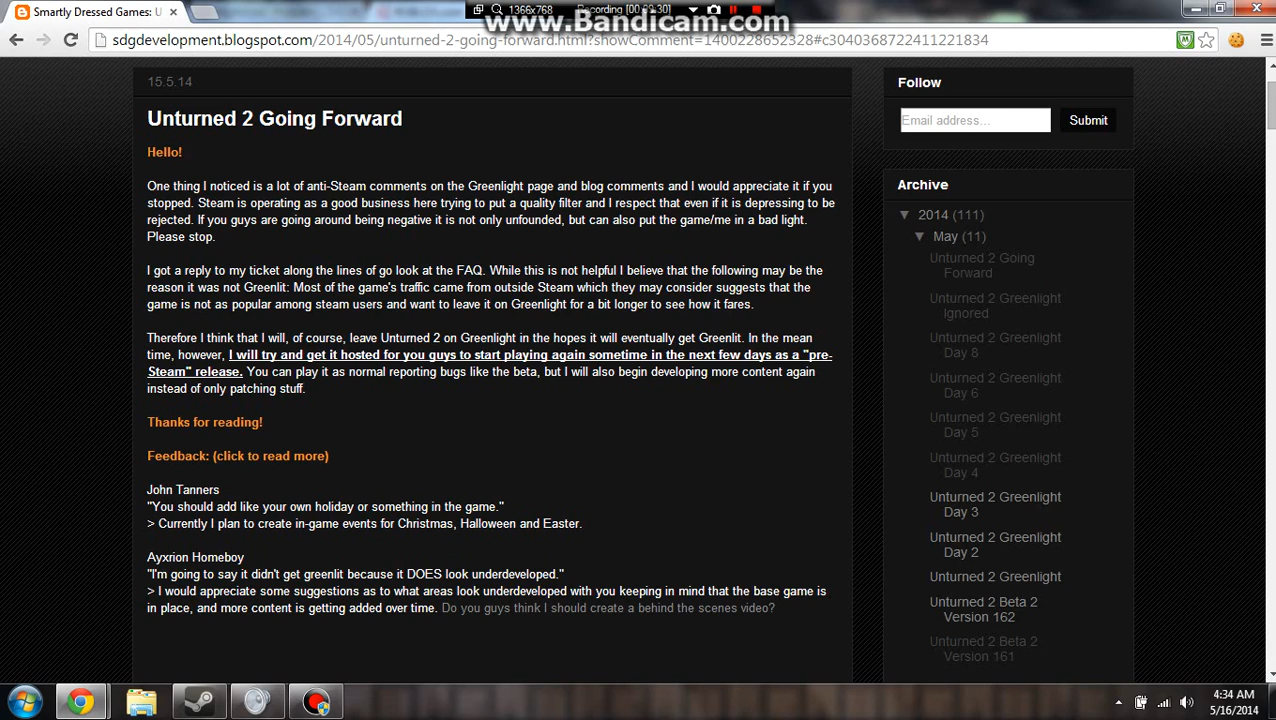 Smartly Dressed Games: U
1366x768
Recording [00:09:30]
www.Bandicam.com
sdgdevelopment.blogspot.com/2014/05/unturned-2-going-forward.html?showComment=1400228652328#c3040368722411221834
15.5.14
Unturned 2 Going Forward
Hello!
One thing I noticed is a lot of anti-Steam comments on the Greenlight page and blog comments and I would appreciate it if you
stopped. Steam is operating as a good business here trying to put a quality filter and I respect that even if it is depressing to be
rejected. If you guys are going around being negative it is not only unfounded, but can also put the game/me in a bad light.
Please stop.
I got a reply to my ticket along the lines of go look at the FAQ. While this is not helpful I believe that the following may be the
reason it was not Greenlit: Most of the game's traffic came from outside Steam which they may consider suggests that the
game is not as popular among steam users and want to leave it on Greenlight for a bit longer to see how it fares.
Therefore I think that I will, of course, leave Unturned 2 on Greenlight in the hopes it will eventually get Greenlit. In the mean
time, however, I will try and get it hosted for you guys to start playing again sometime in the next few days as a "pre-
Steam" release. You can play it as normal reporting bugs like the beta, but I will also begin developing more content again
instead of only patching stuff.
Thanks for reading!
Feedback: (click to read more)
John Tanners
"You should add like your own holiday or something in the game."
> Currently I plan to create in-game events for Christmas, Halloween and Easter.
Ayxrion Homeboy
"I'm going to say it didn't get greenlit because it DOES look underdeveloped."
> I would appreciate some suggestions as to what areas look underdeveloped with you keeping in mind that the base game is
in place, and more content is getting added over time. Do you guys think I should create a behind the scenes video?
Follow
Email address...
Submit
Archive
▼ 2014 (111)
▼ May (11)
Unturned 2 Going
Forward
Unturned 2 Greenlight
Ignored
Unturned 2 Greenlight
Day 8
Unturned 2 Greenlight
Day 6
Unturned 2 Greenlight
Day 5
Unturned 2 Greenlight
Day 4
Unturned 2 Greenlight
Day 3
Unturned 2 Greenlight
Day 2
Unturned 2 Greenlight
Unturned 2 Beta 2
Version 162
Unturned 2 Beta 2
Version 161
4:34 AM
5/16/2014